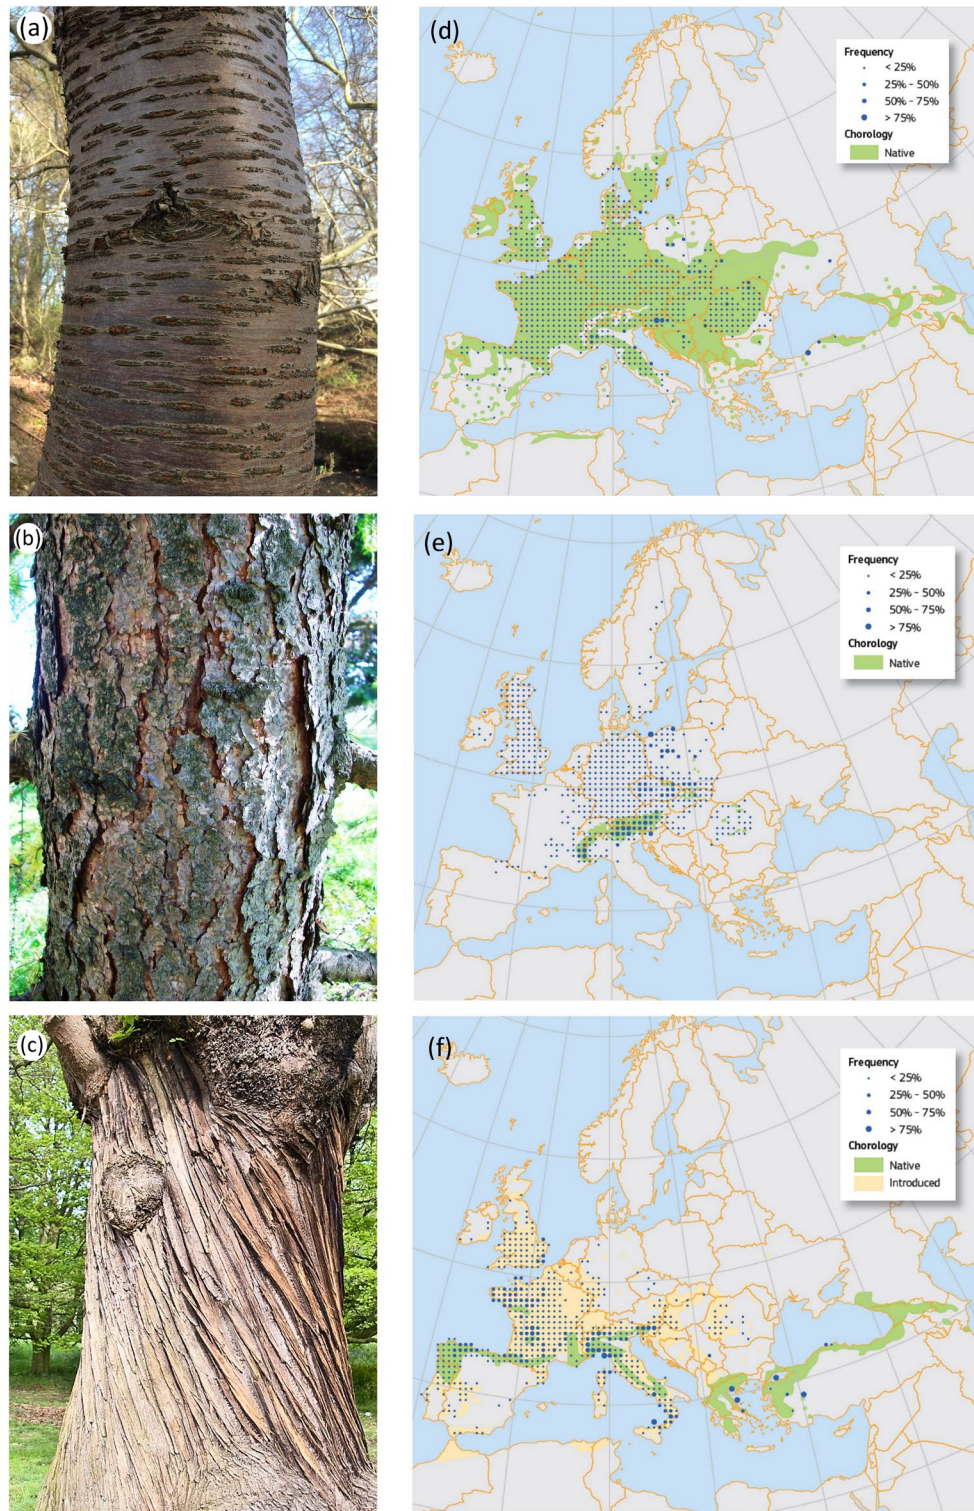 (a)
(d)
Frequency
< 25%
25% - 50%
50% - 75%
> 75%
Chorology
Native
(b)
(e)
Frequency
< 25%
25% - 50%
50% - 75%
> 75%
Chorology
Native
(c)
(f)
Frequency
< 25%
25% - 50%
50% - 75%
> 75%
Chorology
Native
Introduced